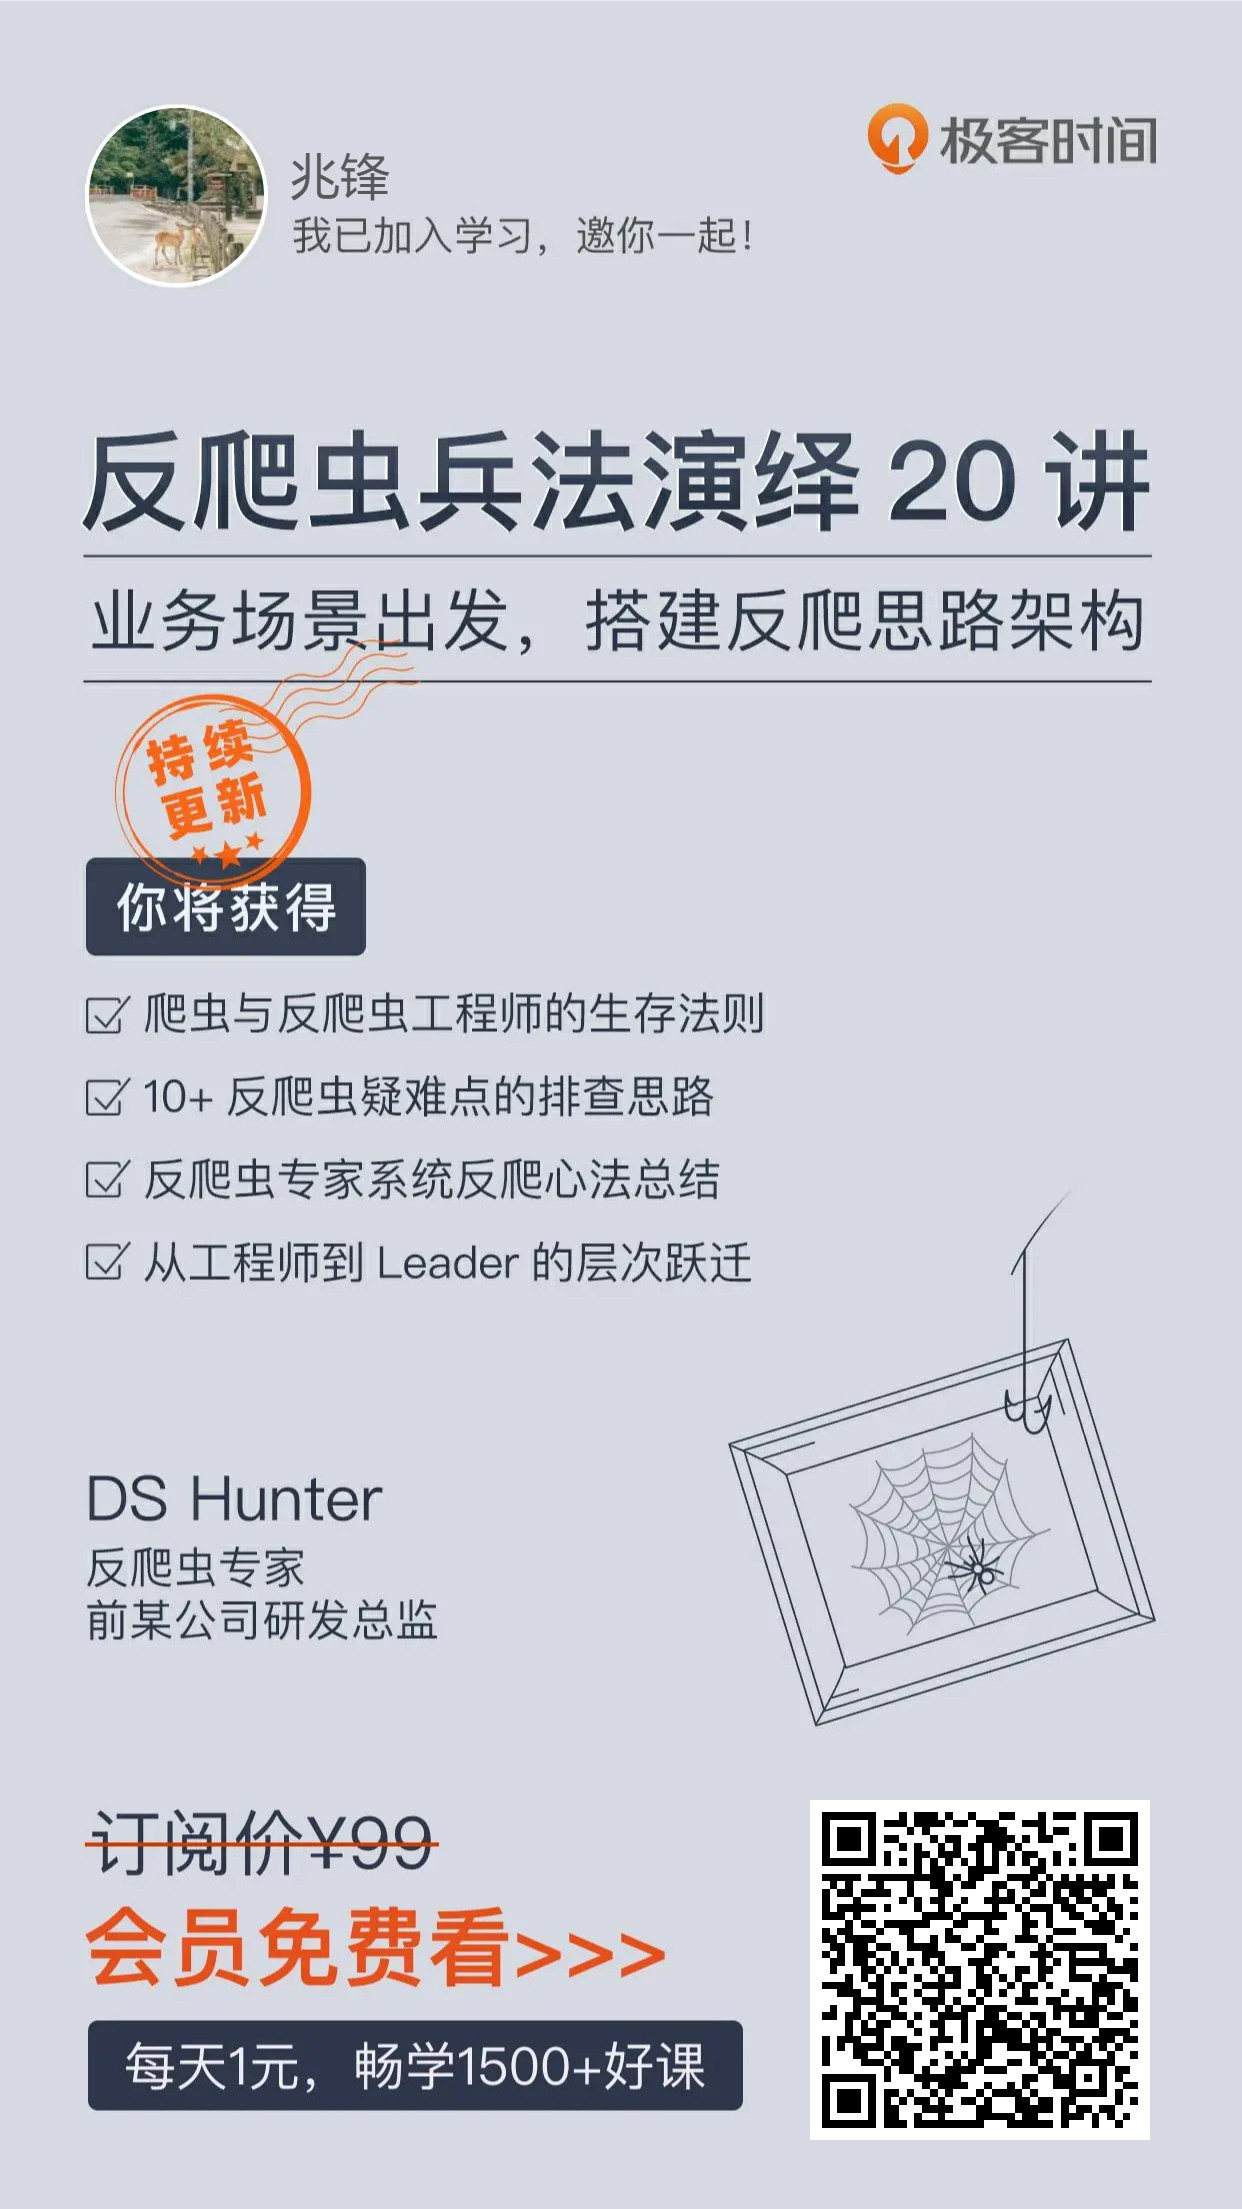 兆锋
我已加入学习，邀你一起！
极客时间
反爬虫兵法演绎 20 讲
业务场景出发，搭建反爬思路架构
持续
更新
你将获得
爬虫与反爬虫工程师的生存法则
10+ 反爬虫疑难点的排查思路
反爬虫专家系统反爬心法总结
从工程师到 Leader 的层次跃迁
DS Hunter
反爬虫专家
前某公司研发总监
订阅价¥99
会员免费看>>>
每天1元，畅学1500+好课